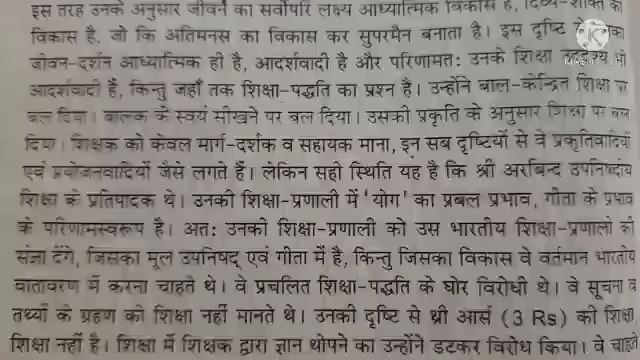 इस तरह उनके अनुसार जीवन का सर्वोपरि लक्ष्य आध्यात्मिक विकास है, दिव्य-शक्ति का
विकास है, जो कि अतिमनस का विकास कर सुपरमैन बनाता है। इस दृष्टि
जीवन-दर्शन आध्यात्मिक ही है, आदर्शवादी है और परिणामतः उनके शिक्षा उद्देश्य भी
आदर्शवादी हैं, किन्तु जहाँ तक शिक्षा-पद्धति का प्रश्न है। उन्होंने बाल-केन्द्रित शिक्षा पर
बल दिया। बालक के स्वयं सीखने पर बल दिया। उसकी प्रकृति के अनुसार शिक्षा पर बल
दिया। शिक्षक को केवल मार्ग-दर्शक व सहायक माना, इन सब दृष्टियों से वे प्रकृतिवादियों
एवं प्रयोजनवादियों जैसे लगते हैं। लेकिन सही स्थिति यह है कि श्री अरबिन्द उपनिषदीय
शिक्षा के प्रतिपादक थे। उनकी शिक्षा-प्रणाली में 'योग' का प्रबल प्रभाव, गीता के प्रभाव
के परिणामस्वरूप है। अतः उनकी शिक्षा-प्रणाली को उस भारतीय शिक्षा-प्रणाली की
संज्ञा देंगे, जिसका मूल उपनिषद् एवं गीता में है, किन्तु जिसका विकास वे वर्तमान भारतीय
वातावरण में करना चाहते थे। वे प्रचलित शिक्षा-पद्धति के घोर विरोधी थे। वे सूचना व
तथ्यों के ग्रहण को शिक्षा नहीं मानते थे। उनकी दृष्टि से थ्री आर्स (3 Rs) की शिक्षा,
शिक्षा नहीं है। शिक्षा में शिक्षक द्वारा ज्ञान थोपने का उन्होंने डटकर विरोध किया। वे चाहते